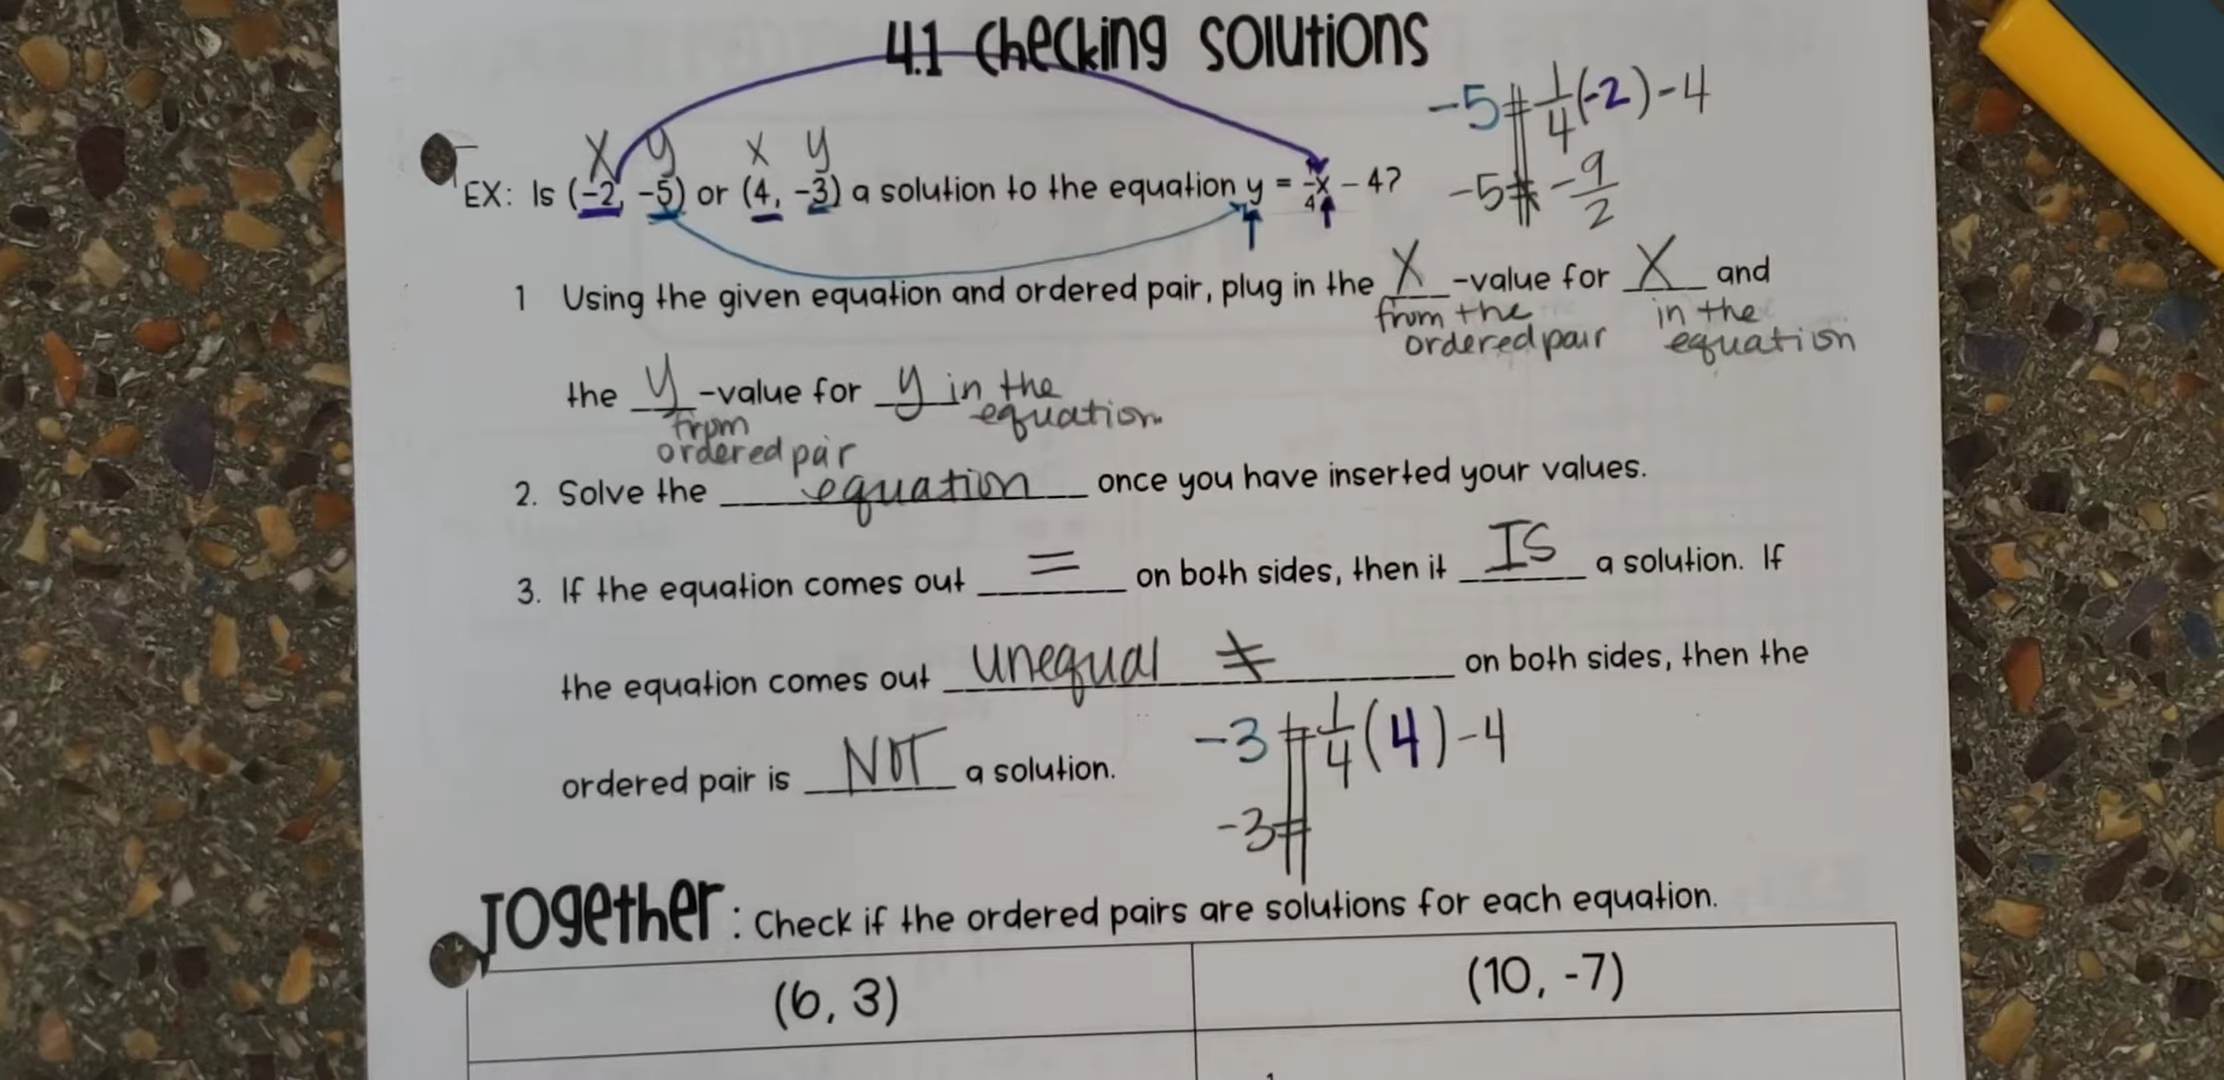 4.1 Checking Solutions
-5 = 1/4(-2) - 4
x y x y
EX: Is (-2, -5) or (4, -3) a solution to the equation y = 1/4 x - 4?
-5 ≠ -9/2
1 Using the given equation and ordered pair, plug in the X -value for X and
from the ordered pair
in the equation
the y -value for y in the equation
from ordered pair
2. Solve the equation once you have inserted your values.
3. If the equation comes out = on both sides, then it IS a solution. If
the equation comes out unequal ≠ on both sides, then the
-3 = 1/4 (4) - 4
ordered pair is NOT a solution.
-3 =
Together: Check if the ordered pairs are solutions for each equation.
(6, 3) (10, -7)